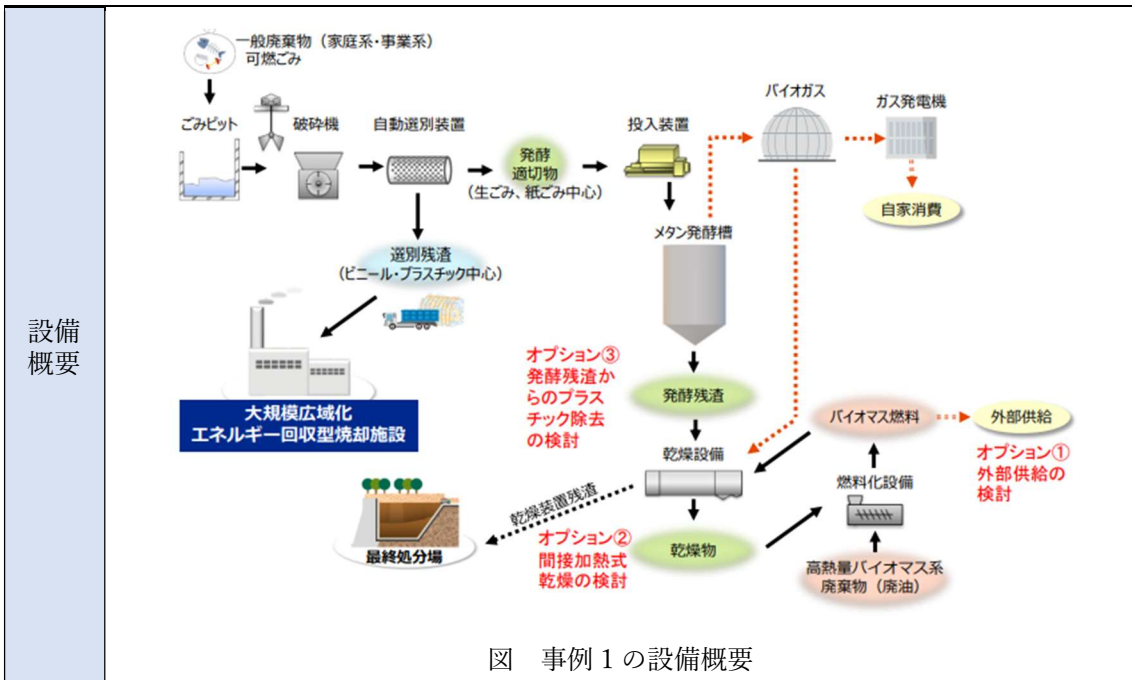 設備
概要
一般廃棄物（家庭系・事業系）
可燃ごみ
ごみピット
破砕機
自動選別装置
発酵
適切物
（生ごみ、紙ごみ中心）
投入装置
バイオガス
ガス発電機
自家消費
メタン発酵槽
選別残渣
（ビニール・プラスチック中心）
大規模広域化
エネルギー回収型焼却施設
オプション③
発酵残渣か
らのプラス
チック除去
の検討
発酵残渣
バイオマス燃料
外部供給
オプション①
外部供給の
検討
乾燥設備
燃料化設備
乾燥装置残渣
最終処分場
オプション②
間接加熱式
乾燥の検討
乾燥物
高熱量バイオマス系
廃棄物（廃油）
図　事例１の設備概要